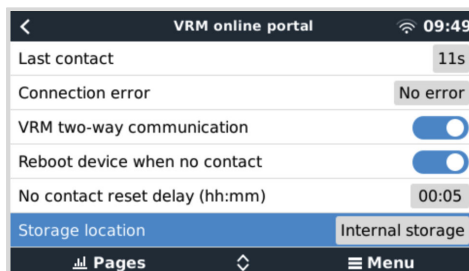 VRM online portal 09:49
Last contact 11s
Connection error No error
VRM two-way communication
Reboot device when no contact
No contact reset delay (hh:mm) 00:05
Storage location Internal storage
Pages Menu